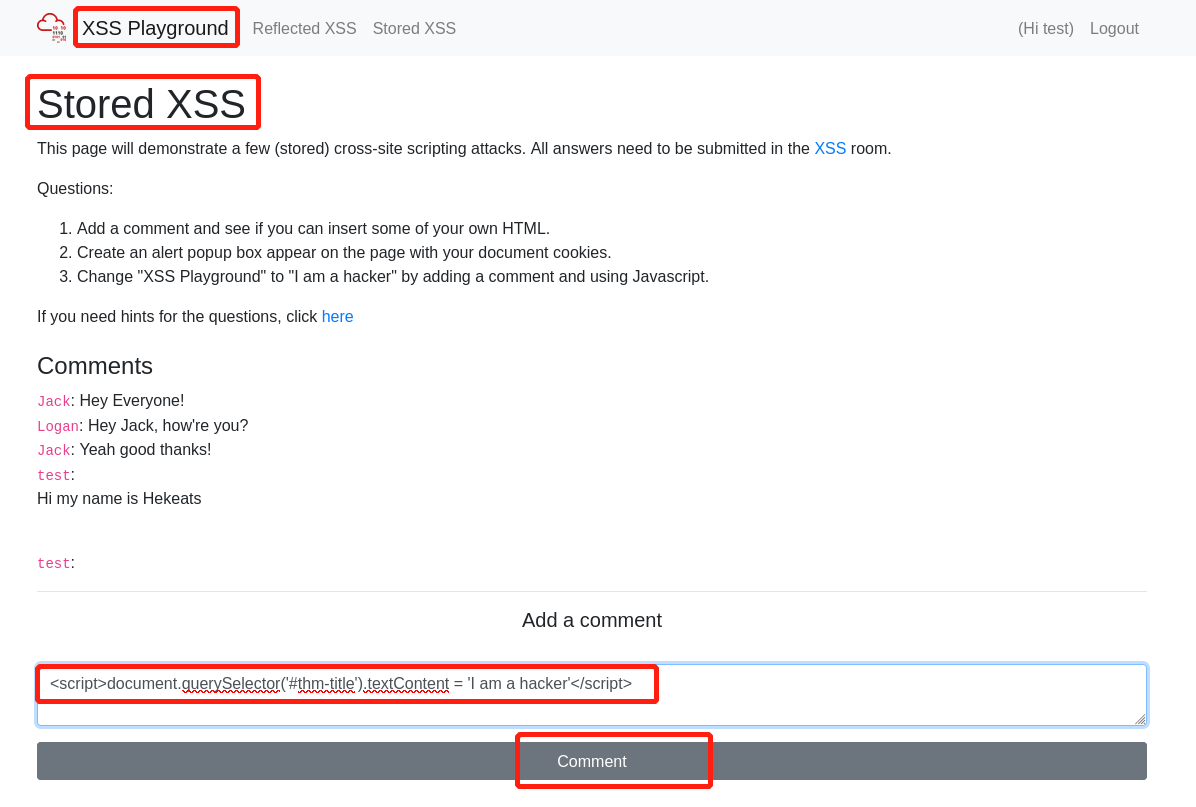 XSS Playground Reflected XSS Stored XSS (Hi test) Logout
Stored XSS
This page will demonstrate a few (stored) cross-site scripting attacks. All answers need to be submitted in the XSS room.
Questions:
1. Add a comment and see if you can insert some of your own HTML.
2. Create an alert popup box appear on the page with your document cookies.
3. Change "XSS Playground" to "I am a hacker" by adding a comment and using Javascript.
If you need hints for the questions, click here
Comments
Jack: Hey Everyone!
Logan: Hey Jack, how're you?
Jack: Yeah good thanks!
test:
Hi my name is Hekeats
test:
Add a comment
<script>document.querySelector('#thm-title').textContent = 'I am a hacker'</script>
Comment